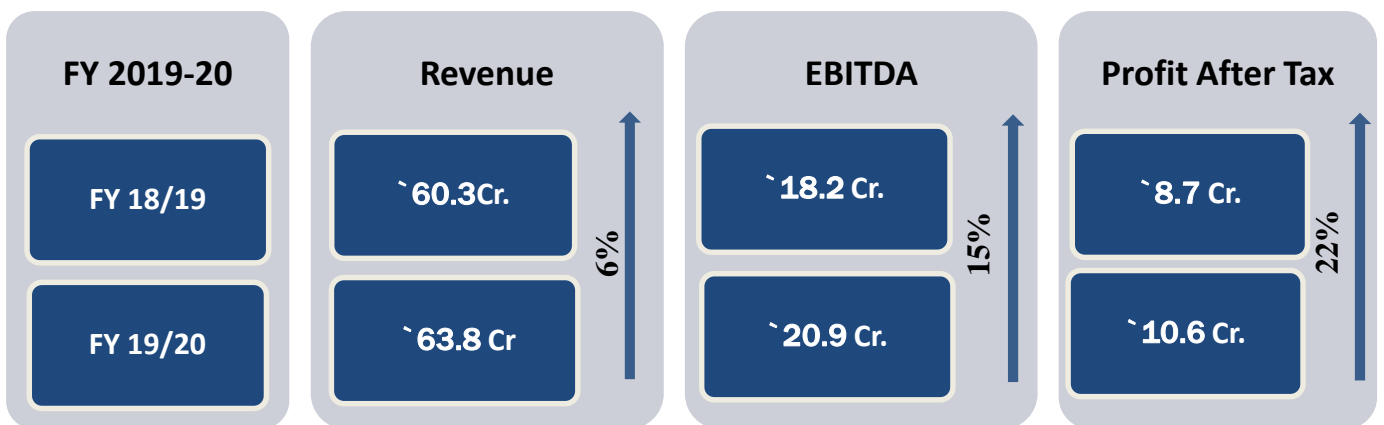 FY 2019-20
FY 18/19
FY 19/20
Revenue
`60.3Cr.
`63.8 Cr
6%
EBITDA
`18.2 Cr.
`20.9 Cr.
15%
Profit After Tax
`8.7 Cr.
`10.6 Cr.
22%